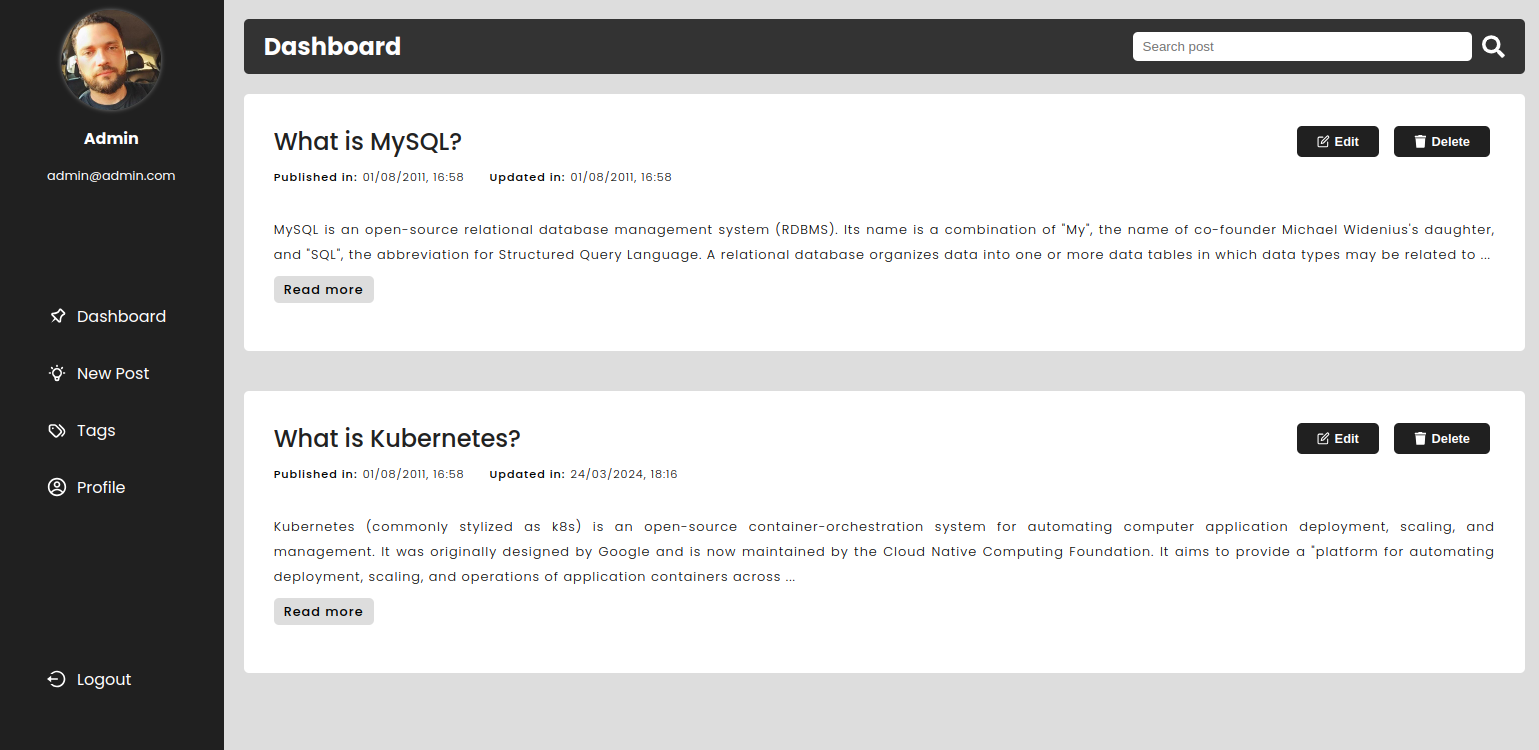 Admin
admin@admin.com
Dashboard
New Post
Tags
Profile
Logout
Dashboard
Search post
What is MySQL?
Edit
Delete
Published in: 01/08/2011, 16:58 Updated in: 01/08/2011, 16:58
MySQL is an open-source relational database management system (RDBMS). Its name is a combination of "My", the name of co-founder Michael Widenius's daughter,
and "SQL", the abbreviation for Structured Query Language. A relational database organizes data into one or more data tables in which data types may be related to ...
Read more
What is Kubernetes?
Edit
Delete
Published in: 01/08/2011, 16:58 Updated in: 24/03/2024, 18:16
Kubernetes (commonly stylized as k8s) is an open-source container-orchestration system for automating computer application deployment, scaling, and
management. It was originally designed by Google and is now maintained by the Cloud Native Computing Foundation. It aims to provide a "platform for automating
deployment, scaling, and operations of application containers across ...
Read more